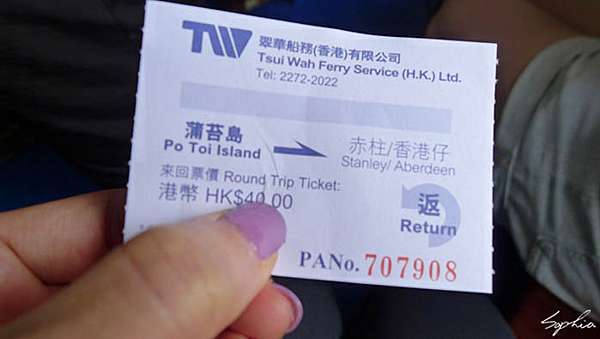 TW
翠華船務(香港)有限公司
Tsui Wah Ferry Service (H.K.) Ltd.
Tel: 2272-2022
蒲苔島
Po Toi Island
赤柱/香港仔
Stanley/ Aberdeen
來回票價 Round Trip Ticket:
港幣 HK$40.00
返
Return
PANo. 707908
Sophia